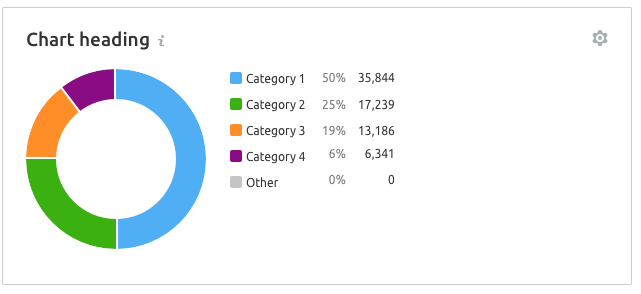 Chart heading i
Category 1 50% 35,844
Category 2 25% 17,239
Category 3 19% 13,186
Category 4 6% 6,341
Other 0% 0